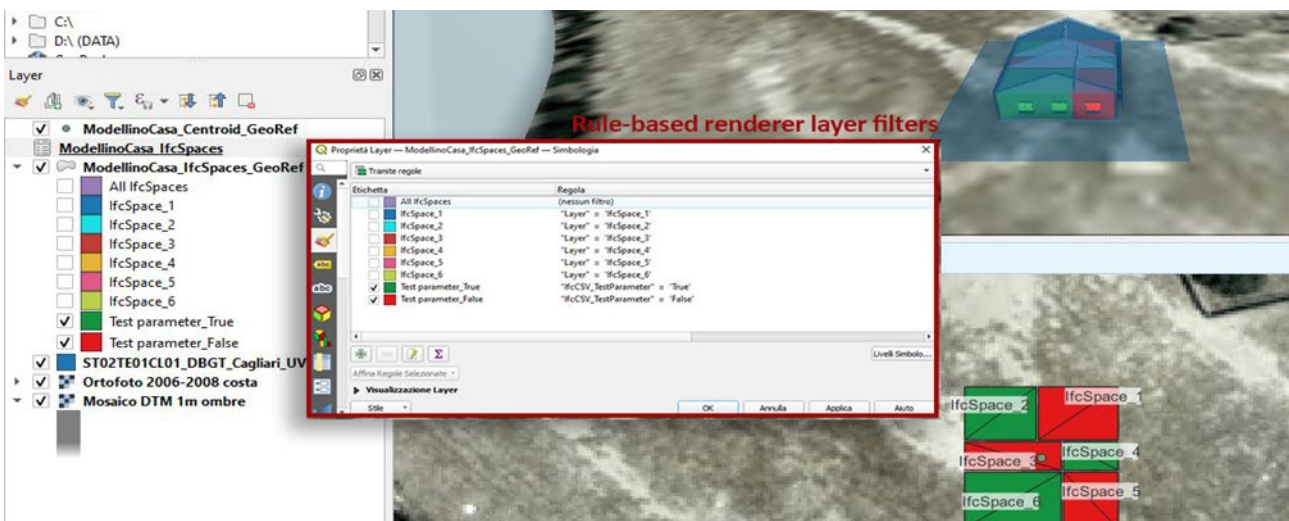 C:\
D:\ (DATA)
Layer
ModellinoCasa_Centroid_GeoRef
ModellinoCasa_IfcSpaces
ModellinoCasa_IfcSpaces_GeoRef
All IfcSpaces
IfcSpace_1
IfcSpace_2
IfcSpace_3
IfcSpace_4
IfcSpace_5
IfcSpace_6
Test parameter_True
Test parameter_False
ST02TE01CL01_DBGT_Cagliari_UV
Ortofoto 2006-2008 costa
Mosaico DTM 1m ombre
Rule-based renderer layer filters
Proprietà Layer — ModellinoCasa_IfcSpaces_GeoRef — Simbologia
Tramite regole
Etichetta Regola
All IfcSpaces (nessun filtro)
IfcSpace_1 "Layer" = 'IfcSpace_1'
IfcSpace_2 "Layer" = 'IfcSpace_2'
IfcSpace_3 "Layer" = 'IfcSpace_3'
IfcSpace_4 "Layer" = 'IfcSpace_4'
IfcSpace_5 "Layer" = 'IfcSpace_5'
IfcSpace_6 "Layer" = 'IfcSpace_6'
Test parameter_True "IfcCSV_TestParameter" = 'True'
Test parameter_False "IfcCSV_TestParameter" = 'False'
abc
abc
Livelli Simbolo...
Affina Regole Selezionate
Visualizzazione Layer
Stile OK Annulla Applica Aiuto
IfcSpace_2 IfcSpace_1
IfcSpace_3 IfcSpace_4
IfcSpace_6 IfcSpace_5